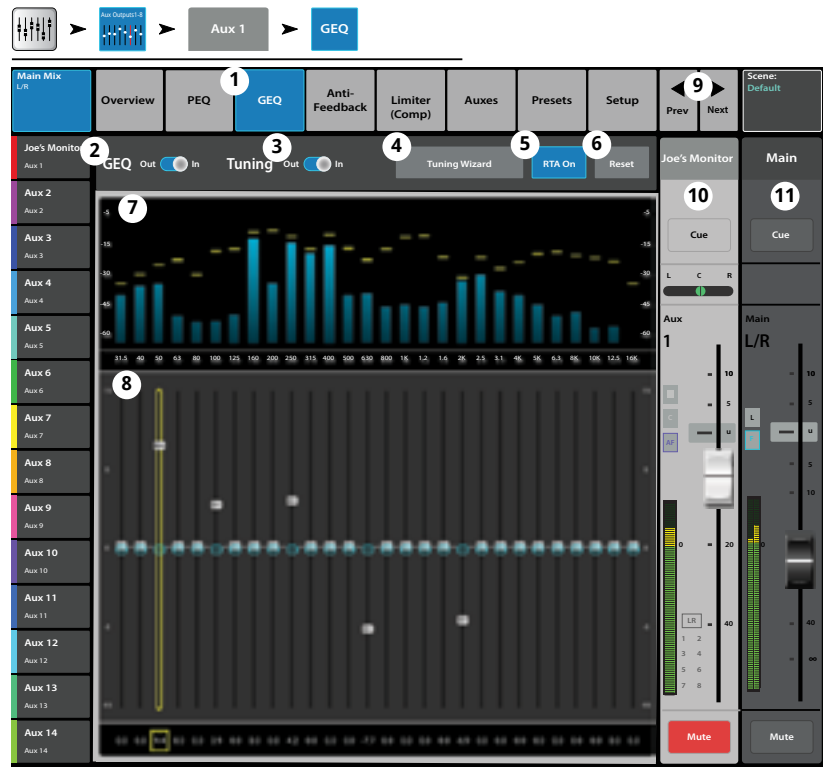 Aux Outputs1-8
Aux 1
GEQ
Main Mix
L/R
Overview
PEQ
1
GEQ
Anti-
Feedback
Limiter
(Comp)
Auxes
Presets
Setup
9
Prev
Next
Scene:
Default
Joe's Monitor
Aux 1
2
GEQ
Out
In
3
Tuning
Out
In
4
Tuning Wizard
5
RTA On
6
Reset
Joe's Monitor
Main
Aux 2
Aux 2
Aux 3
Aux 3
Aux 4
Aux 4
Aux 5
Aux 5
Aux 6
Aux 6
Aux 7
Aux 7
Aux 8
Aux 8
Aux 9
Aux 9
Aux 10
Aux 10
Aux 11
Aux 11
Aux 12
Aux 12
Aux 13
Aux 13
Aux 14
Aux 14
7
-5 -5
-15 -15
-30 -30
-45 -45
-60 -60
31.5 40 50 63 80 100 125 160 200 250 315 400 500 630 800 1K 1.2 1.6 2K 2.5 3.1 4K 5K 6.3 8K 10K 12.5 16K
8
10
Cue
L C R
Aux
1
10
5
u
C
AF
0
20
LR
40
1 2
3 4
5 6
7 8
Mute
11
Cue
Main
L/R
10
5
L
u
5
10
0
20
40
∞
Mute